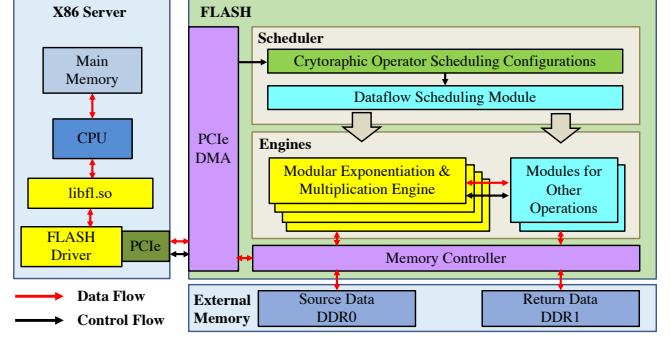 X86 Server
FLASH
Main
Memory
CPU
libfl.so
FLASH
Driver
PCIe
PCIe
DMA
Scheduler
Crytoraphic Operator Scheduling Configurations
Dataflow Scheduling Module
Engines
Modular Exponentiation &
Multiplication Engine
Modules for
Other
Operations
Memory Controller
Data Flow
Control Flow
External
Memory
Source Data
DDR0
Return Data
DDR1